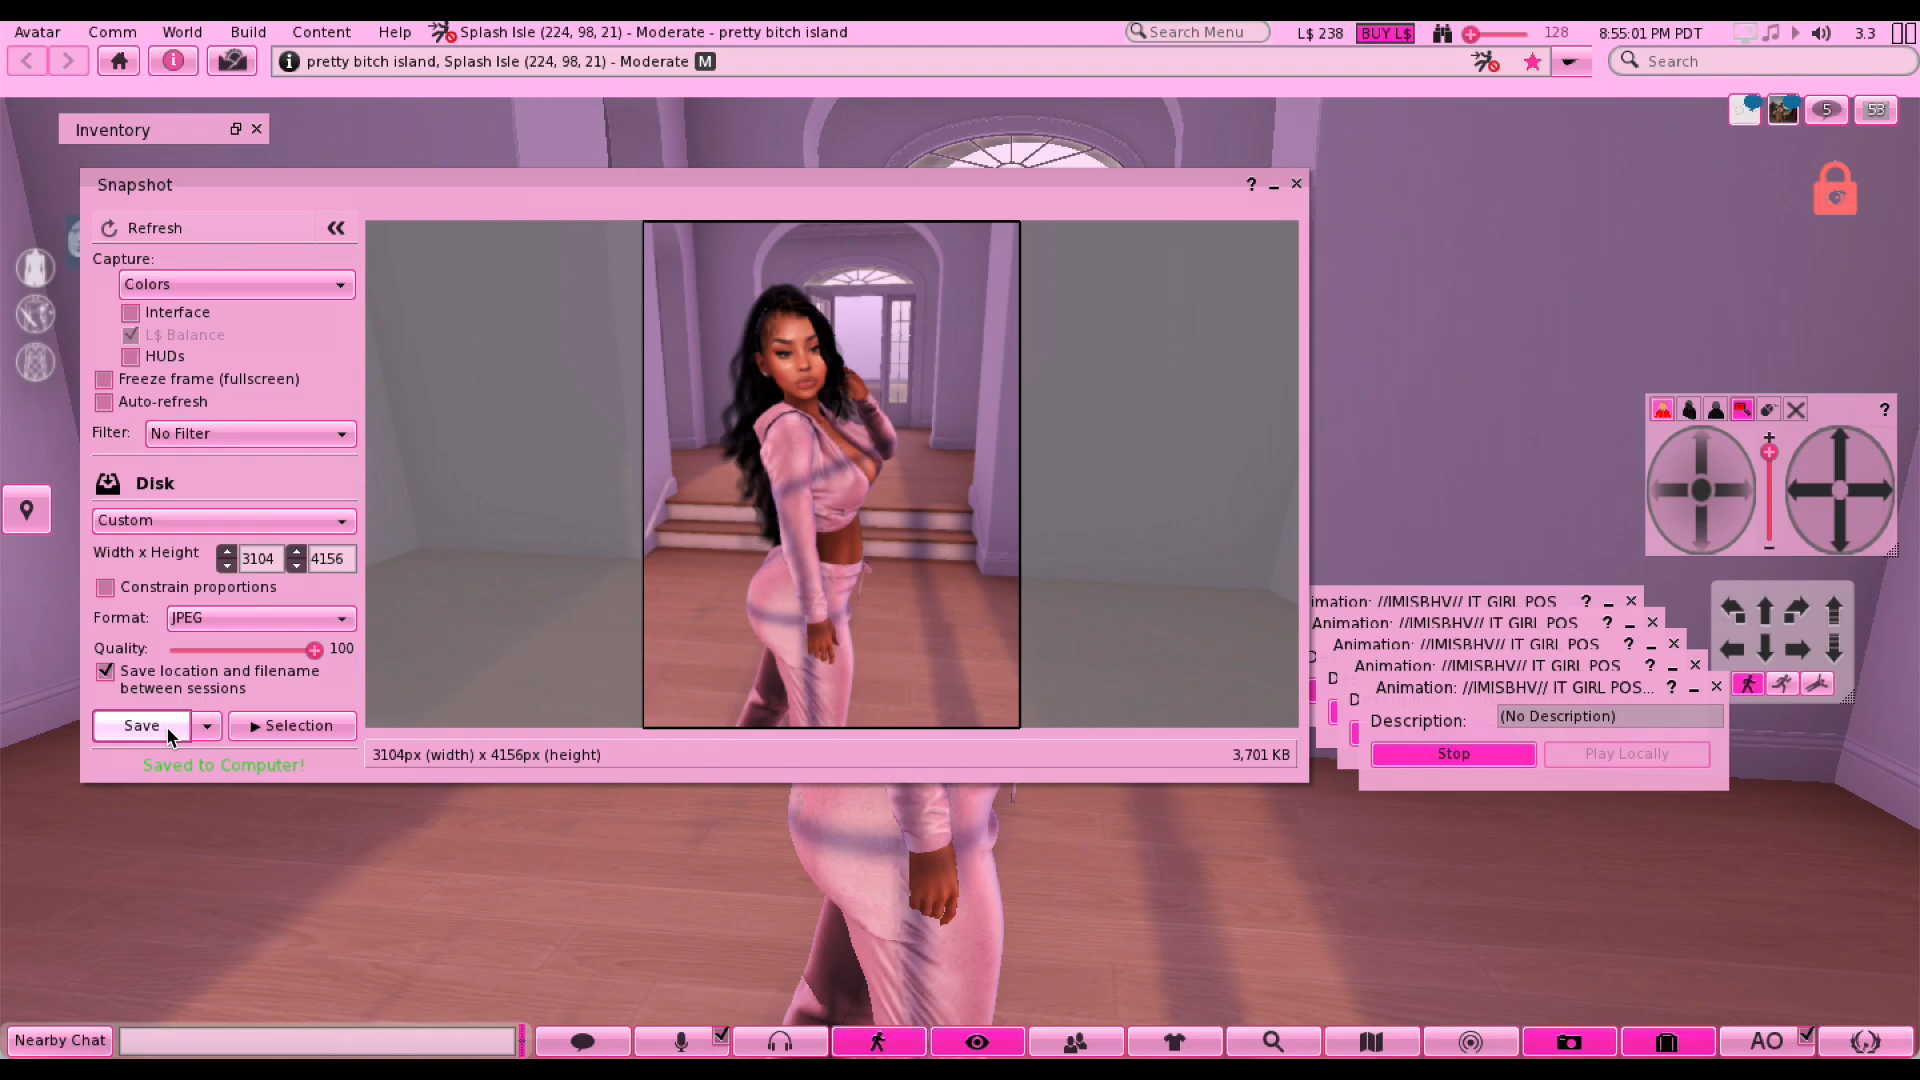 Avatar Comm World Build Content Help Splash Isle (224, 98, 21) - Moderate - pretty bitch island Search Menu L$ 238 BUY L$ 128 8:55:01 PM PDT 3.3
pretty bitch island, Splash Isle (224, 98, 21) - Moderate M Search
5 53
Inventory
Snapshot ?
Refresh
Capture:
Colors
Interface
L$ Balance
HUDs
Freeze frame (fullscreen)
Auto-refresh
Filter: No Filter
Disk
Custom
Width x Height 3104 4156
Constrain proportions
Format: JPEG
Quality: 100
Save location and filename
between sessions
Save Selection
Saved to Computer!
3104px (width) x 4156px (height) 3,701 KB
?
imation: //IMISBHV// IT GIRL POS ?
Animation: //IMISBHV// IT GIRL POS ?
Animation: //IMISBHV// IT GIRL POS ?
Animation: //IMISBHV// IT GIRL POS ?
Animation: //IMISBHV// IT GIRL POS... ?
Description: (No Description)
Stop Play Locally
Nearby Chat AO